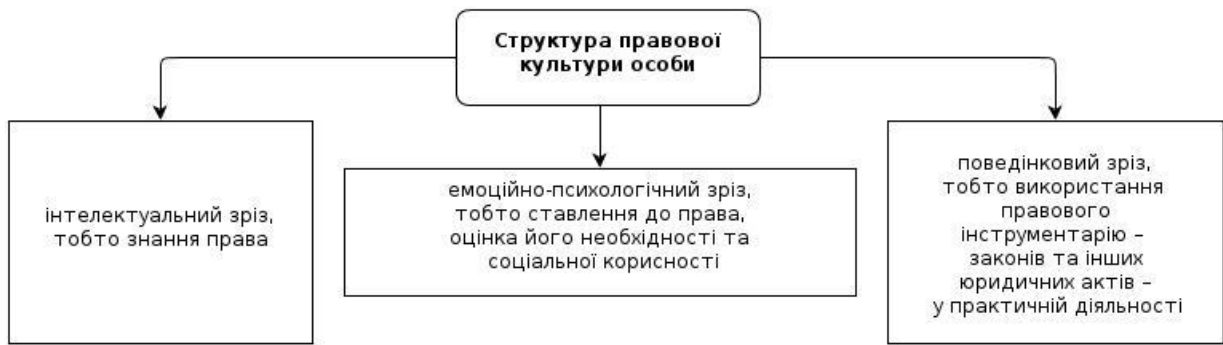 Структура правової
культури особи
інтелектуальний зріз,
тобто знання права
емоційно-психологічний зріз,
тобто ставлення до права,
оцінка його необхідності та
соціальної корисності
поведінковий зріз,
тобто використання
правового
інструментарію –
законів та інших
юридичних актів –
у практичній діяльності